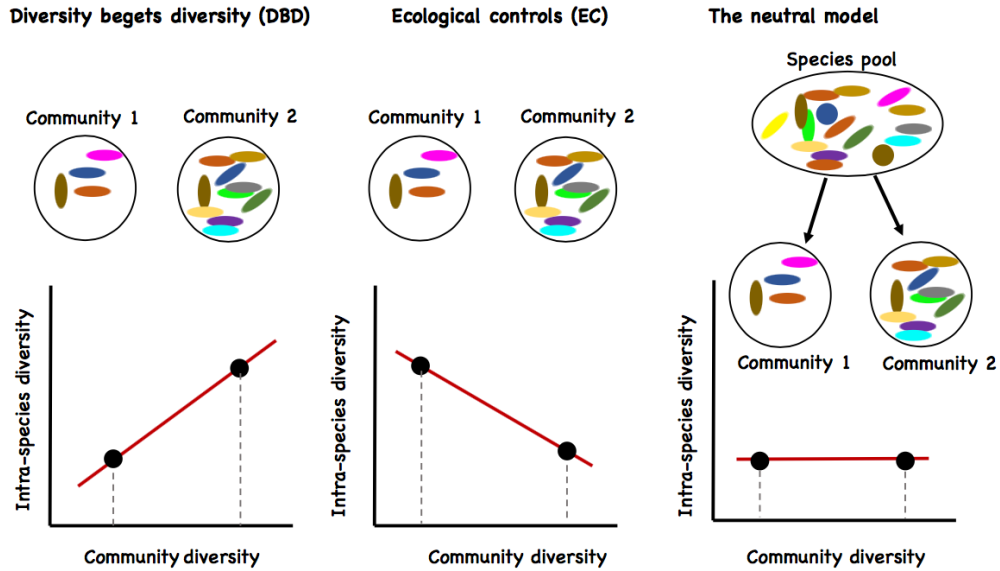 Diversity begets diversity (DBD)
Community 1
Community 2
Intra-species diversity
Community diversity
Ecological controls (EC)
Community 1
Community 2
Intra-species diversity
Community diversity
The neutral model
Species pool
Community 1
Community 2
Intra-species diversity
Community diversity